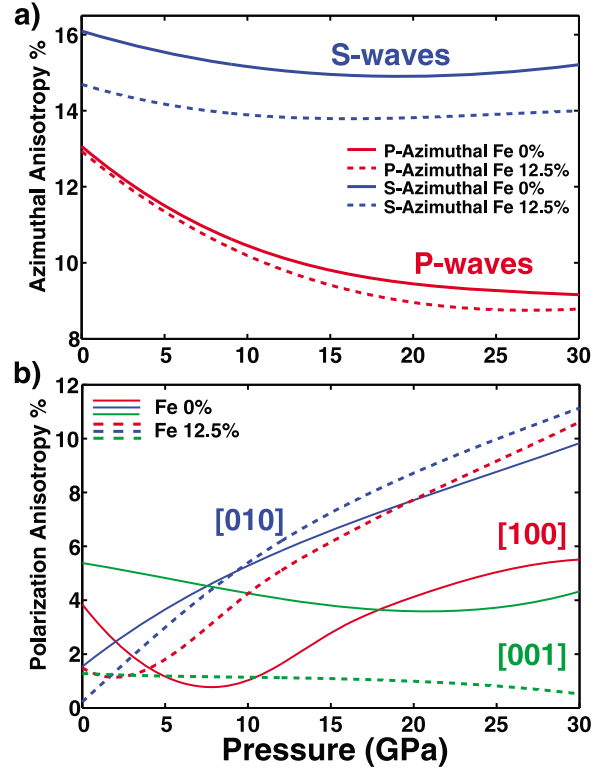 a)
Azimuthal Anisotropy %
16
14
12
10
8
S-waves
P-Azimuthal Fe 0%
P-Azimuthal Fe 12.5%
S-Azimuthal Fe 0%
S-Azimuthal Fe 12.5%
P-waves
0 5 10 15 20 25 30
b)
Polarization Anisotropy %
12
10
8
6
4
2
0
Fe 0%
Fe 12.5%
[010]
[100]
[001]
0 5 10 15 20 25 30
Pressure (GPa)